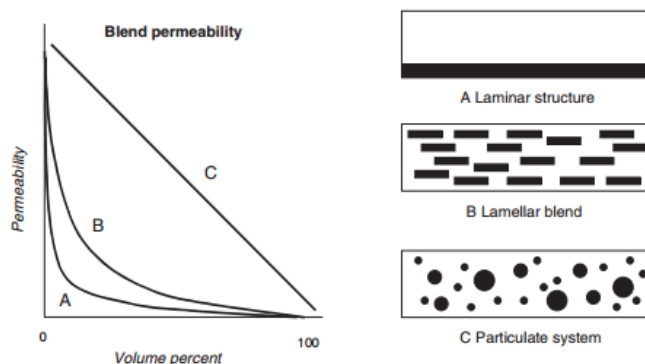 Blend permeability
Permeability
C
B
A
0
100
Volume percent
A Laminar structure
B Lamellar blend
C Particulate system